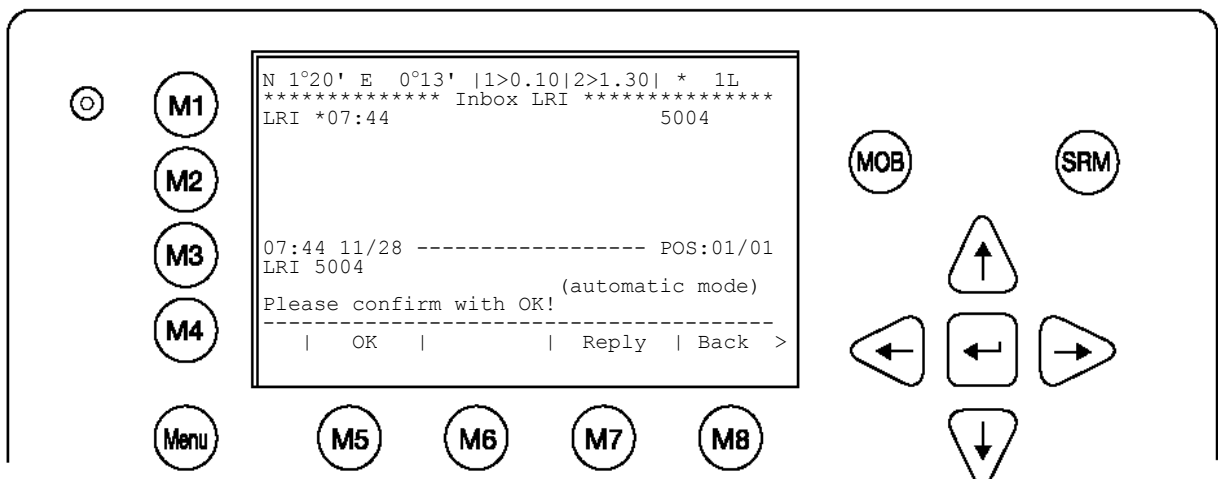 N 1°20' E 0°13' |1>0.10|2>1.30| * 1L
************** Inbox LRI ***************
LRI *07:44 5004
07:44 11/28 ------------------ POS:01/01
LRI 5004
(automatic mode)
Please confirm with OK!
----------------------------------------
| OK | | Reply | Back >
M1
M2
M3
M4
Menu
M5 M6 M7 M8
MOB SRM